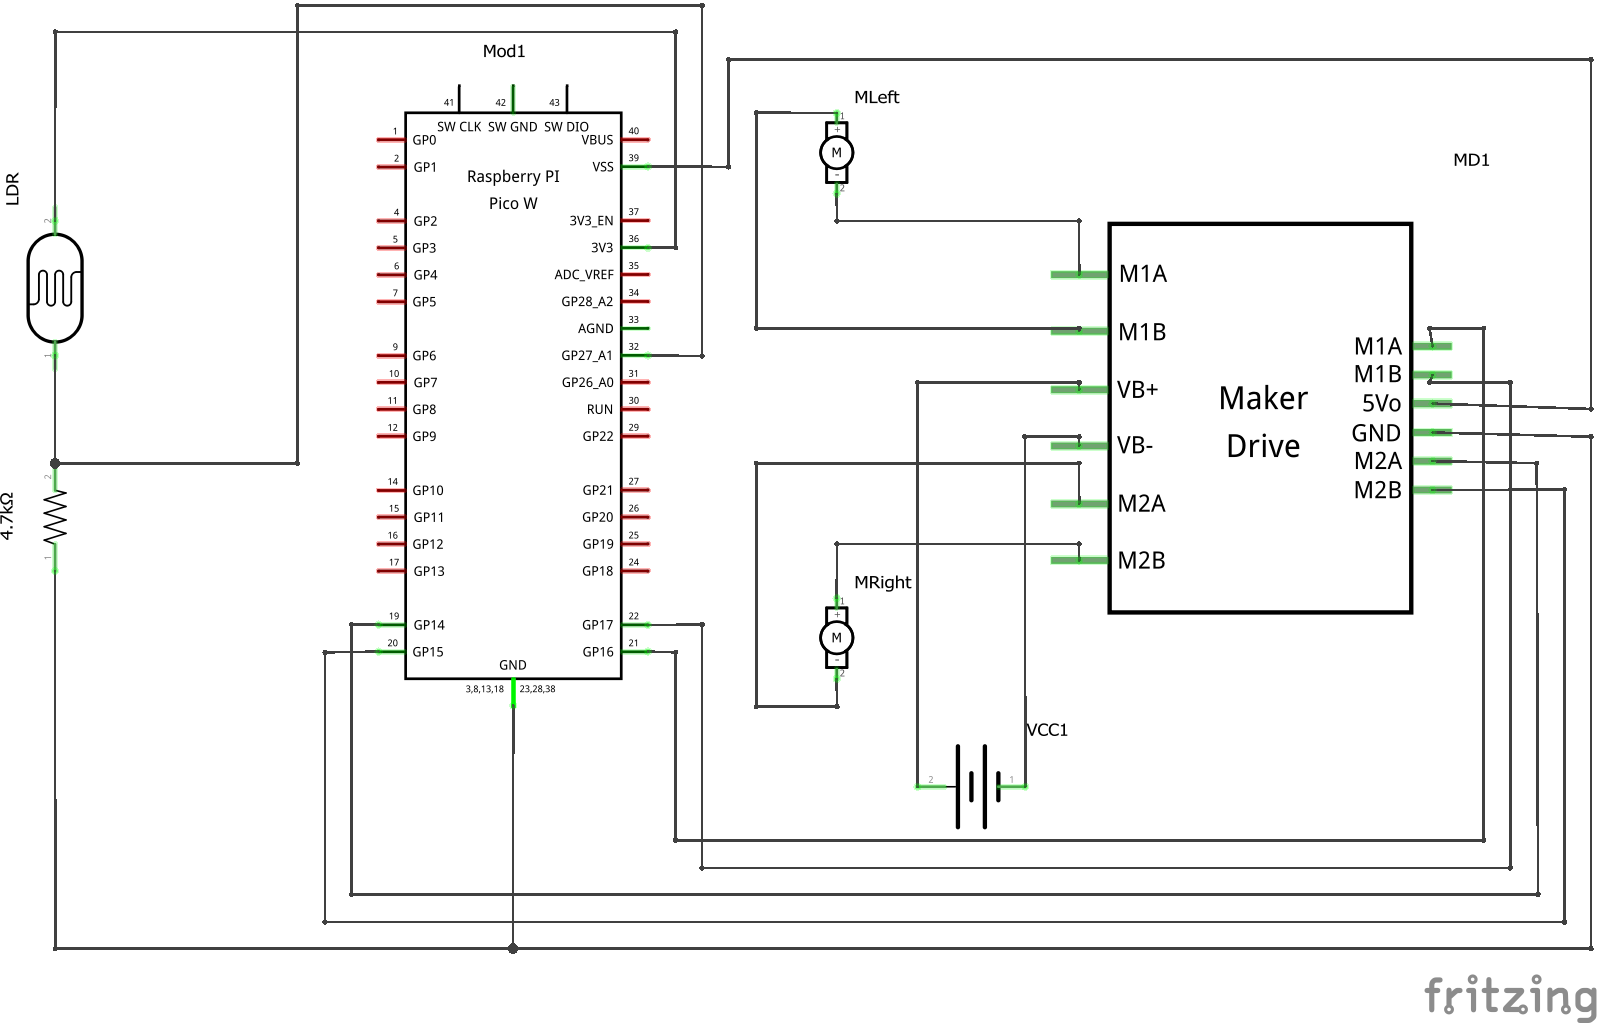 Mod1
41 42 43
SW CLK SW GND SW DIO
Raspberry PI
Pico W
1 GP0
2 GP1
4 GP2
5 GP3
6 GP4
7 GP5
9 GP6
10 GP7
11 GP8
12 GP9
14 GP10
15 GP11
16 GP12
17 GP13
19 GP14
20 GP15
VBUS 40
VSS 39
3V3_EN 37
3V3 36
ADC_VREF 35
GP28_A2 34
AGND 33
GP27_A1 32
GP26_A0 31
RUN 30
GP22 29
GP21 27
GP20 26
GP19 25
GP18 24
GP17 22
GP16 21
GND
3,8,13,18 23,28,38
LDR
2
1
4.7kΩ
2
1
MLeft
1
+
M
-
2
MRight
1
+
M
-
2
VCC1
2 1
MD1
Maker
Drive
M1A
M1B
VB+
VB-
M2A
M2B
M1A
M1B
5Vo
GND
M2A
M2B
fritzing